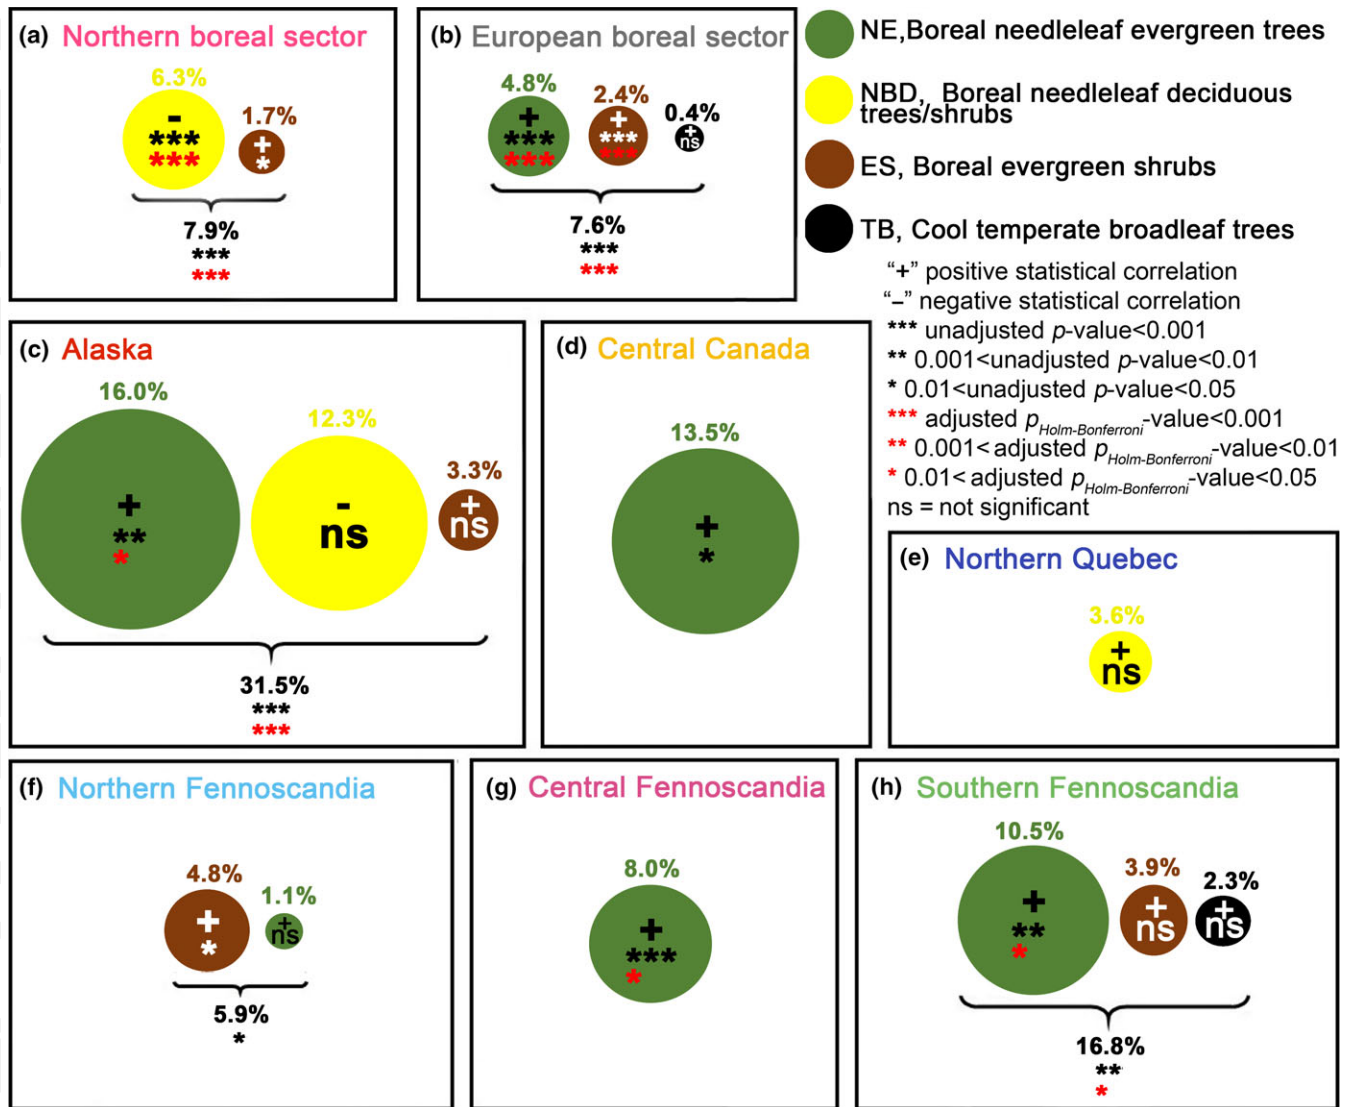 (a) Northern boreal sector
6.3%
-
***
***
1.7%
+
*
7.9%
***
***
(b) European boreal sector
4.8%
+
***
***
2.4%
+
***
***
0.4%
+
ns
7.6%
***
***
NE,Boreal needleleaf evergreen trees
NBD, Boreal needleleaf deciduous
trees/shrubs
ES, Boreal evergreen shrubs
TB, Cool temperate broadleaf trees
"+" positive statistical correlation
"–" negative statistical correlation
*** unadjusted p-value<0.001
** 0.001<unadjusted p-value<0.01
* 0.01<unadjusted p-value<0.05
*** adjusted pHolm-Bonferroni-value<0.001
** 0.001< adjusted pHolm-Bonferroni-value<0.01
* 0.01< adjusted pHolm-Bonferroni-value<0.05
ns = not significant
(c) Alaska
16.0%
+
**
*
12.3%
-
ns
3.3%
+
ns
31.5%
***
***
(d) Central Canada
13.5%
+
*
(e) Northern Quebec
3.6%
+
ns
(f) Northern Fennoscandia
4.8%
+
*
1.1%
+
ns
5.9%
*
(g) Central Fennoscandia
8.0%
+
***
*
(h) Southern Fennoscandia
10.5%
+
**
*
3.9%
+
ns
2.3%
+
ns
16.8%
**
*